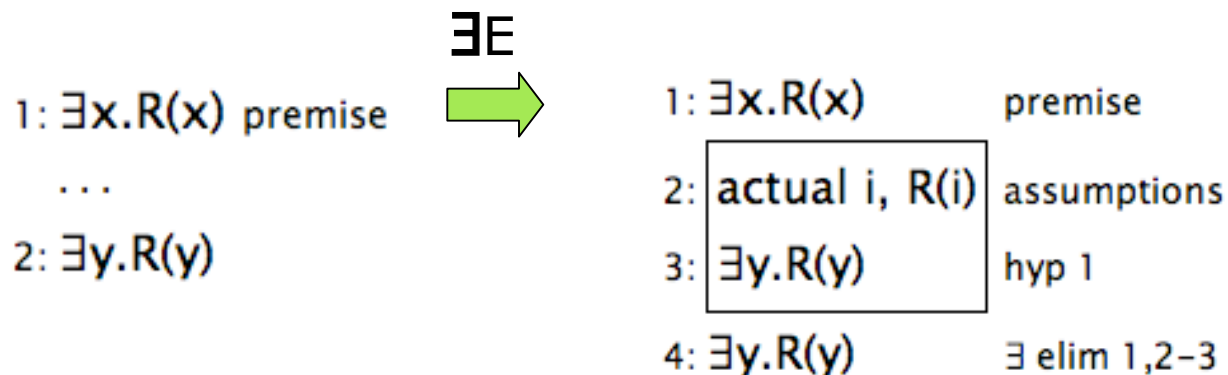 ∃E
1: ∃x.R(x) premise
...
2: ∃y.R(y)
1: ∃x.R(x) premise
2: actual i, R(i) assumptions
3: ∃y.R(y) hyp 1
4: ∃y.R(y) ∃ elim 1,2-3